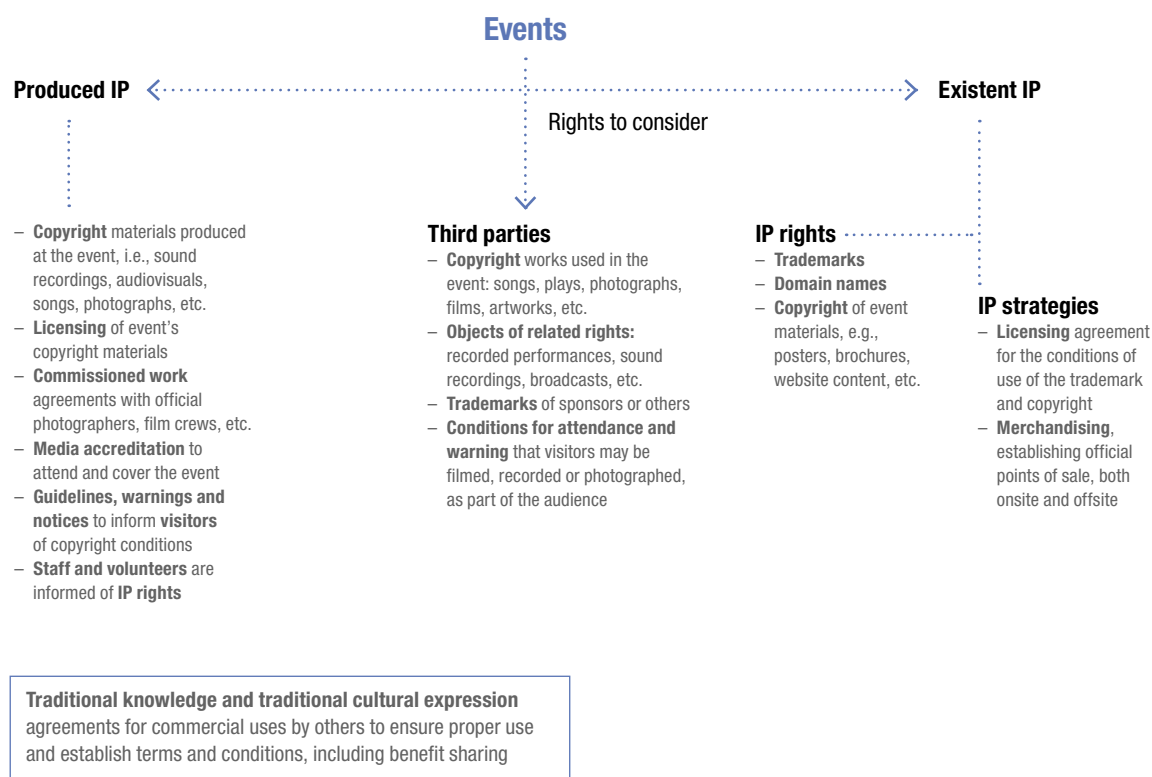 Events
Produced IP
Existent IP
Rights to consider
– Copyright materials produced
at the event, i.e., sound
recordings, audiovisuals,
songs, photographs, etc.
– Licensing of event's
copyright materials
– Commissioned work
agreements with official
photographers, film crews, etc.
– Media accreditation to
attend and cover the event
– Guidelines, warnings and
notices to inform visitors
of copyright conditions
– Staff and volunteers are
informed of IP rights
Third parties
– Copyright works used in the
event: songs, plays, photographs,
films, artworks, etc.
– Objects of related rights:
recorded performances, sound
recordings, broadcasts, etc.
– Trademarks of sponsors or others
– Conditions for attendance and
warning that visitors may be
filmed, recorded or photographed,
as part of the audience
IP rights
– Trademarks
– Domain names
– Copyright of event
materials, e.g.,
posters, brochures,
website content, etc.
IP strategies
– Licensing agreement
for the conditions of
use of the trademark
and copyright
– Merchandising,
establishing official
points of sale, both
onsite and offsite
Traditional knowledge and traditional cultural expression
agreements for commercial uses by others to ensure proper use
and establish terms and conditions, including benefit sharing